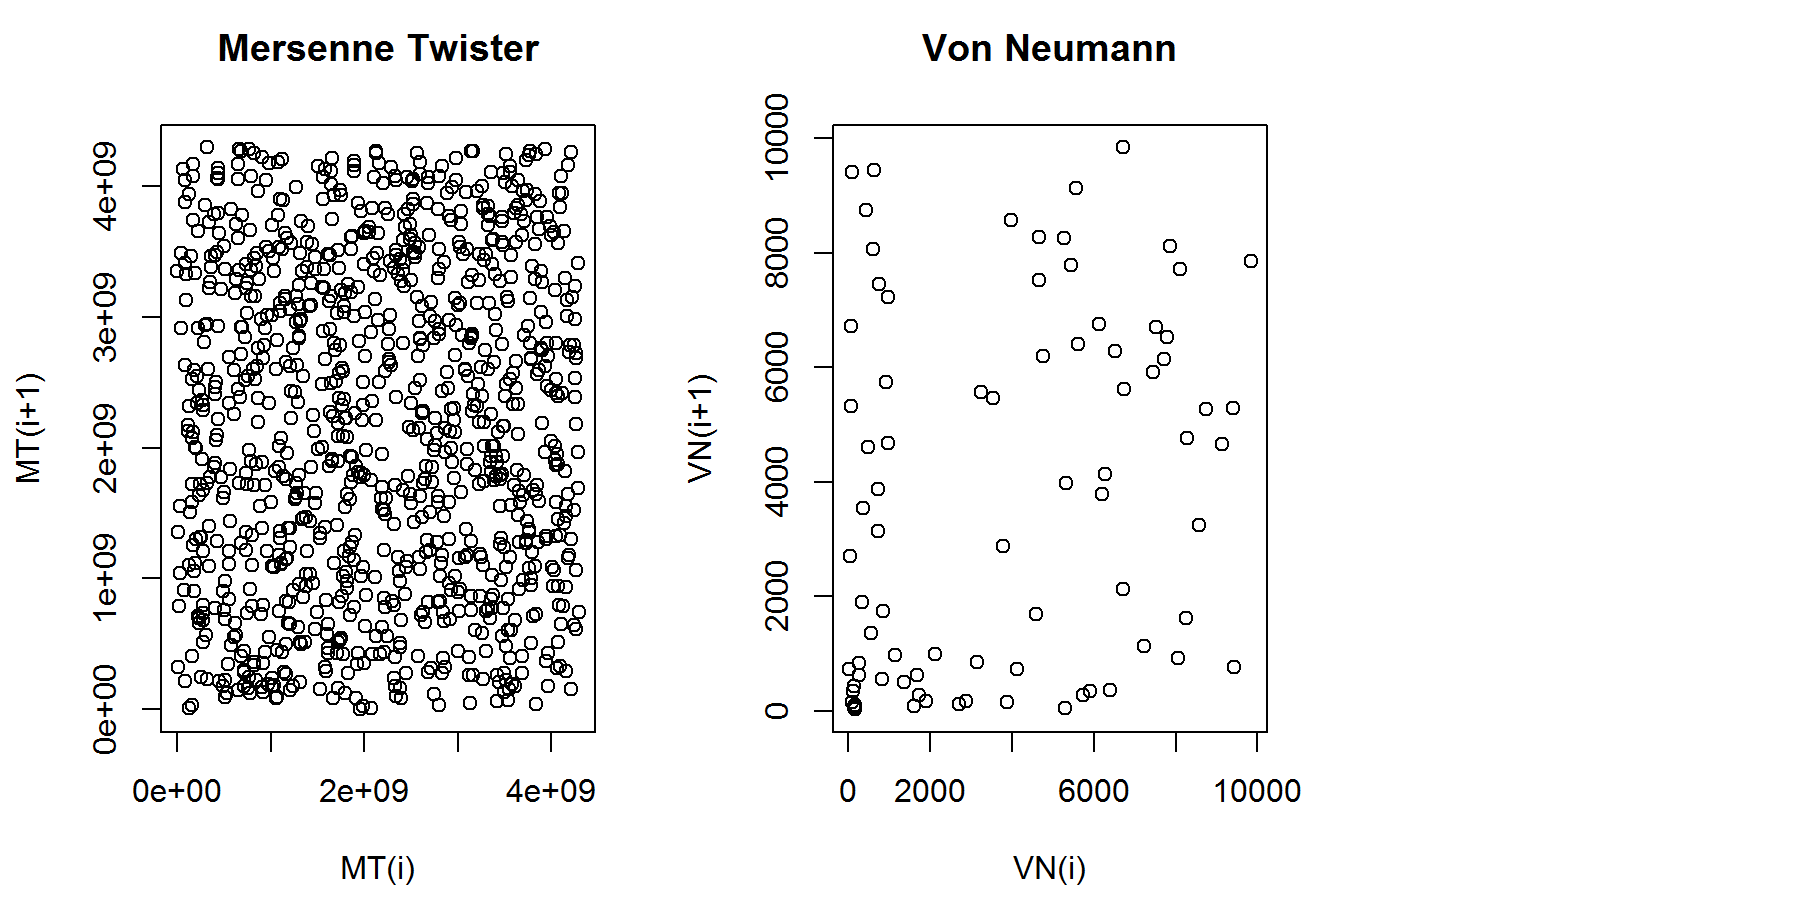 Mersenne Twister
MT(i+1)
4e+09
3e+09
2e+09
1e+09
0e+00
0e+00 2e+09 4e+09
MT(i)
Von Neumann
VN(i+1)
10000
8000
6000
4000
2000
0
0 2000 6000 10000
VN(i)